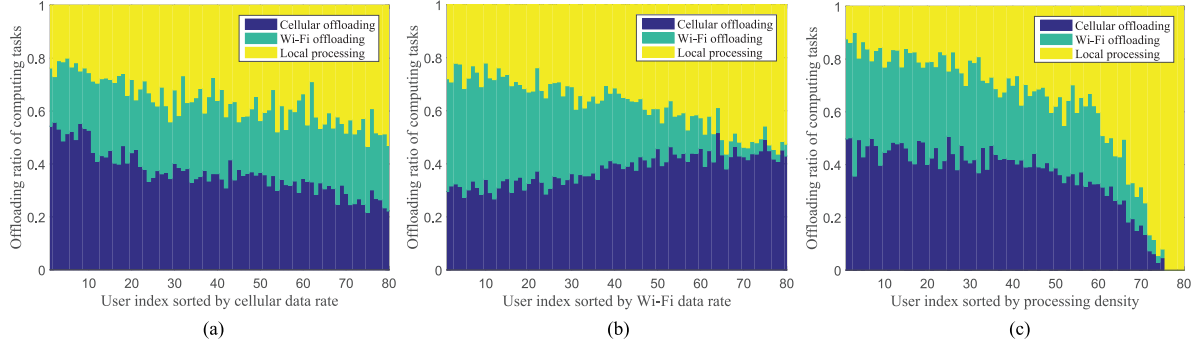 Offloading ratio of computing tasks
1
0.8
0.6
0.4
0.2
0
10 20 30 40 50 60 70 80
User index sorted by cellular data rate
Cellular offloading
Wi-Fi offloading
Local processing
(a)
Offloading ratio of computing tasks
1
0.8
0.6
0.4
0.2
0
10 20 30 40 50 60 70 80
User index sorted by Wi-Fi data rate
Cellular offloading
Wi-Fi offloading
Local processing
(b)
Offloading ratio of computing tasks
1
0.8
0.6
0.4
0.2
0
10 20 30 40 50 60 70 80
User index sorted by processing density
Cellular offloading
Wi-Fi offloading
Local processing
(c)